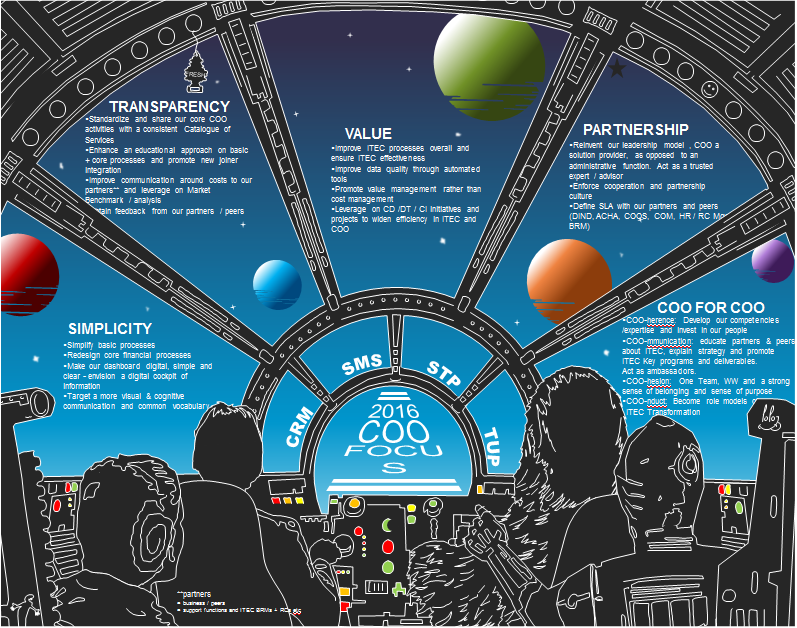 FRESH
TRANSPARENCY
•Standardize and share our core COO
activities with a consistent Catalogue of
Services
•Enhance an educational approach on basic
+ core processes and promote new joiner
integration
•Improve communication around costs to our
partners** and leverage on Market
Benchmark / analysis
feedback from our partners / peers
VALUE
•Improve ITEC processes overall and
ensure ITEC effectiveness
•Improve data quality through automated
tools
•Promote value management rather than
cost management
•Leverage on CD /DT / CI initiatives and
projects to widen efficiency in ITEC and
COO
PARTNERSHIP
•Reinvent our leadership model , COO a
solution provider, as opposed to an
administrative function. Act as a trusted
expert / advisor
•Enforce cooperation and partnership
culture
•Define SLA with our partners and peers
(DIND, ACHA, COOS, COM, HR / RC
BRM)
SIMPLICITY
•Simplify basic processes
•Redesign core financial processes
•Make our dashboard digital, simple and
clear – envision a digital cockpit of
information
•Target a more visual & cognitive
communication and common vocabulary
COO FOR COO
•COO-herence: Develop our competencies
/expertise and invest in our people
•COO-mmunication: educate partners & peers
about ITEC, explain strategy and promote
ITEC Key programs and deliverables.
Act as ambassadors.
•COO-hesion: One Team, WW and a strong
sense of belonging and sense of purpose
•COO-nduct: Become role models
ITEC Transformation
CRM
SMS
STP
TUP
2016
COO
FOCU
S
**partners
= business / peers
= support functions and ITEC BRMs + RCs etc